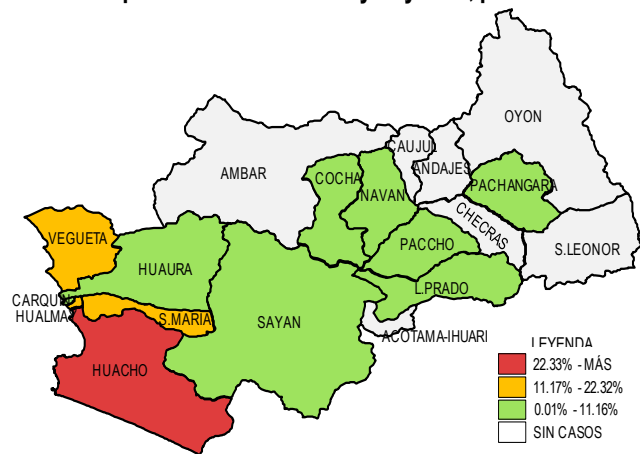 OYON
CAUJUL
ANDAJES
AMBAR
COCHA
NAVAN
PACHANGARA
CHECRAS
VEGUETA
PACCHO
S.LEONOR
HUAURA
L.PRADO
CARQUIN
HUALMA
S.MARIA
SAYAN
ACOTAMA-IHUARI
HUACHO
LEYENDA
22.33% - MÁS
11.17% - 22.32%
0.01% - 11.16%
SIN CASOS